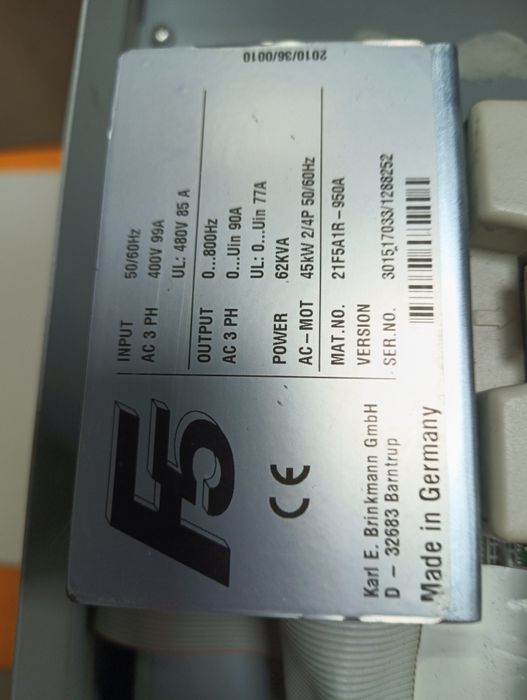 F5
CE
Karl E. Brinkmann GmbH
D – 32683 Barntrup
Made in Germany
INPUT 50/60Hz
AC 3 PH 400V 99A
UL: 480V 85 A
OUTPUT 0...800Hz
AC 3 PH 0...Uin 90A
UL: 0...Uin 77A
POWER 62KVA
AC–MOT 45kW 2/4P 50/60Hz
MAT.NO. 21F5A1R-950A
VERSION
SER.NO. 301517033/1288252
2010/36/0010